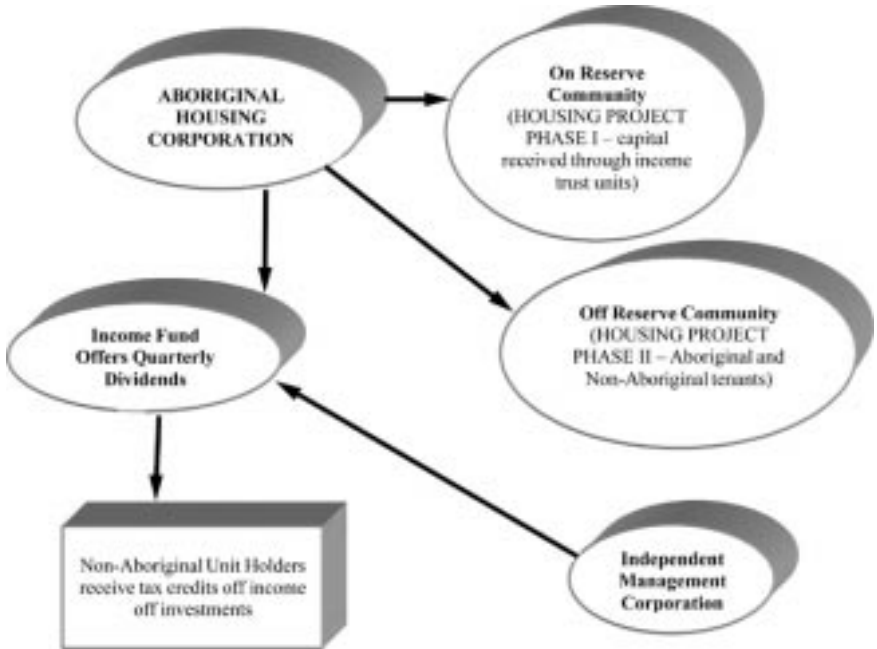 ABORIGINAL
HOUSING
CORPORATION
On Reserve
Community
(HOUSING PROJECT
PHASE I – capital
received through income
trust units)
Off Reserve Community
(HOUSING PROJECT
PHASE II – Aboriginal and
Non-Aboriginal tenants)
Income Fund
Offers Quarterly
Dividends
Non-Aboriginal Unit Holders
receive tax credits off income
off investments
Independent
Management
Corporation